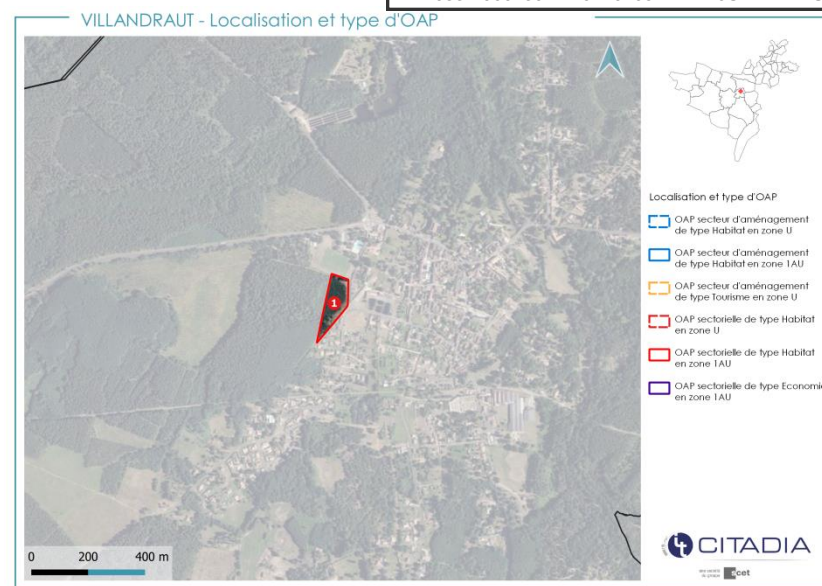 VILLANDRAUT - Localisation et type d'OAP
1
0 200 400 m
Localisation et type d'OAP
OAP secteur d'aménagement
de type Habitat en zone U
OAP secteur d'aménagement
de type Habitat en zone 1AU
OAP secteur d'aménagement
de type Tourisme en zone U
OAP sectorielle de type Habitat
en zone U
OAP sectorielle de type Habitat
en zone 1AU
OAP sectorielle de type Economie
en zone 1AU
CITADIA